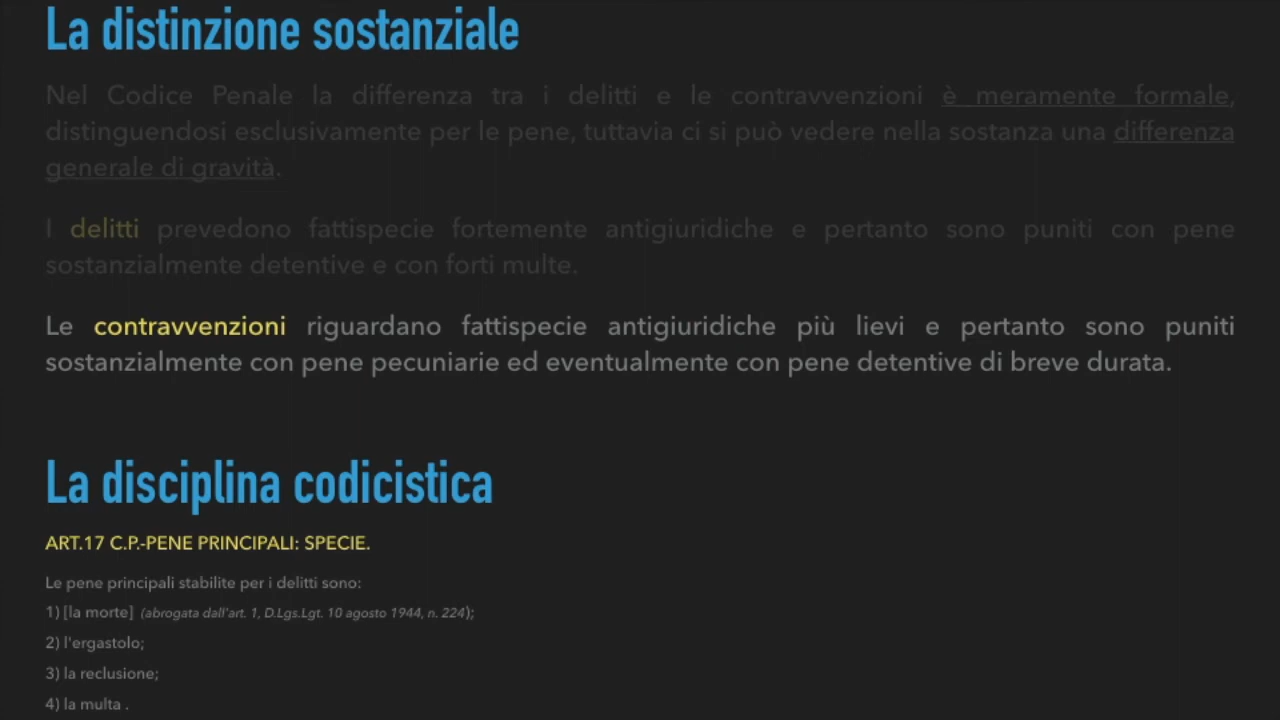 La distinzione sostanziale
Nel Codice Penale la differenza tra i delitti e le contravvenzioni è meramente formale,
distinguendosi esclusivamente per le pene, tuttavia ci si può vedere nella sostanza una differenza
generale di gravità.
I delitti prevedono fattispecie fortemente antigiuridiche e pertanto sono puniti con pene
sostanzialmente detentive e con forti multe.
Le contravvenzioni riguardano fattispecie antigiuridiche più lievi e pertanto sono puniti
sostanzialmente con pene pecuniarie ed eventualmente con pene detentive di breve durata.
La disciplina codicistica
ART.17 C.P.-PENE PRINCIPALI: SPECIE.
Le pene principali stabilite per i delitti sono:
1) [la morte] (abrogata dall'art. 1, D.Lgs.Lgt. 10 agosto 1944, n. 224);
2) l'ergastolo;
3) la reclusione;
4) la multa .